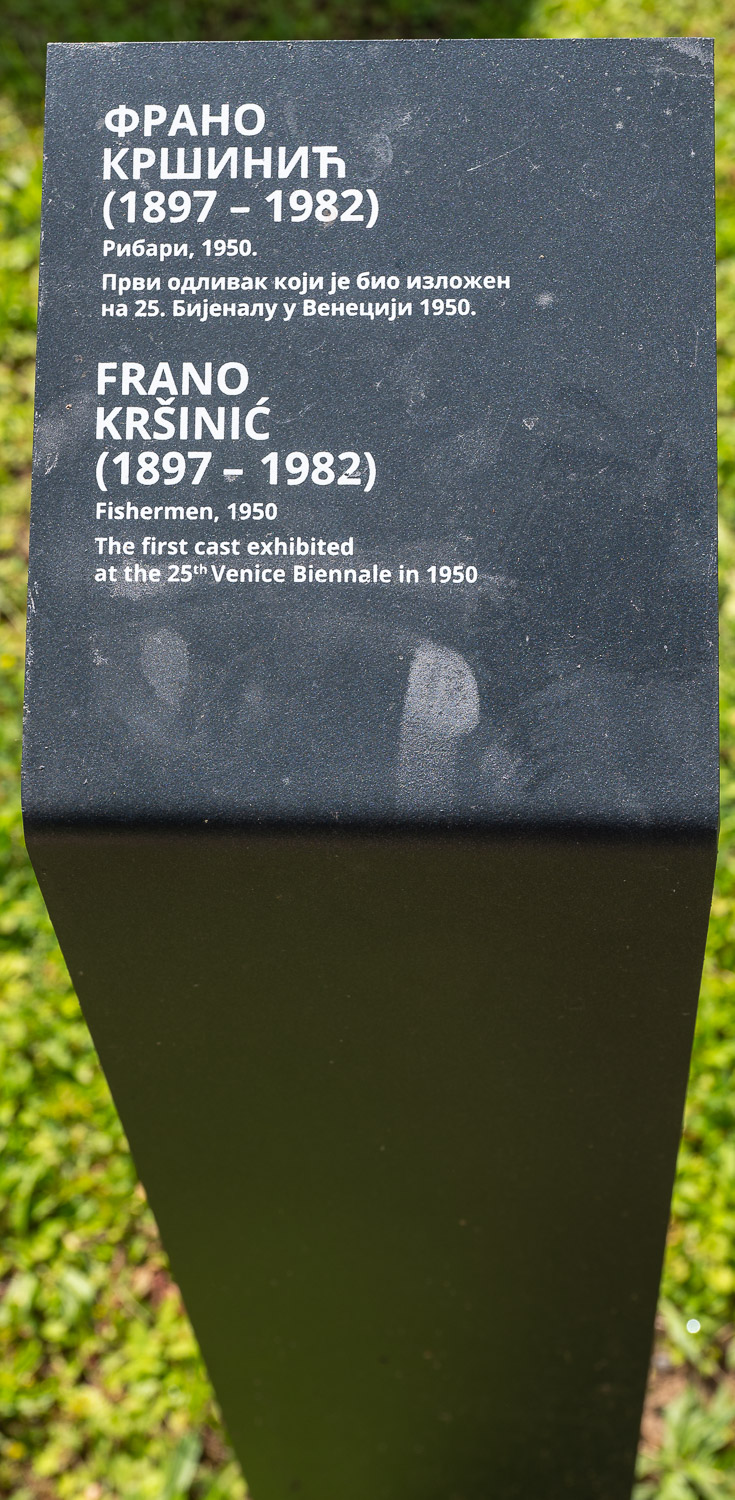 ФРАНО
КРШИНИЋ
(1897 – 1982)
Рибари, 1950.
Први одливак који је био изложен
на 25. Бијеналу у Венецији 1950.
FRANO
KRŠINIĆ
(1897 – 1982)
Fishermen, 1950
The first cast exhibited
at the 25th Venice Biennale in 1950